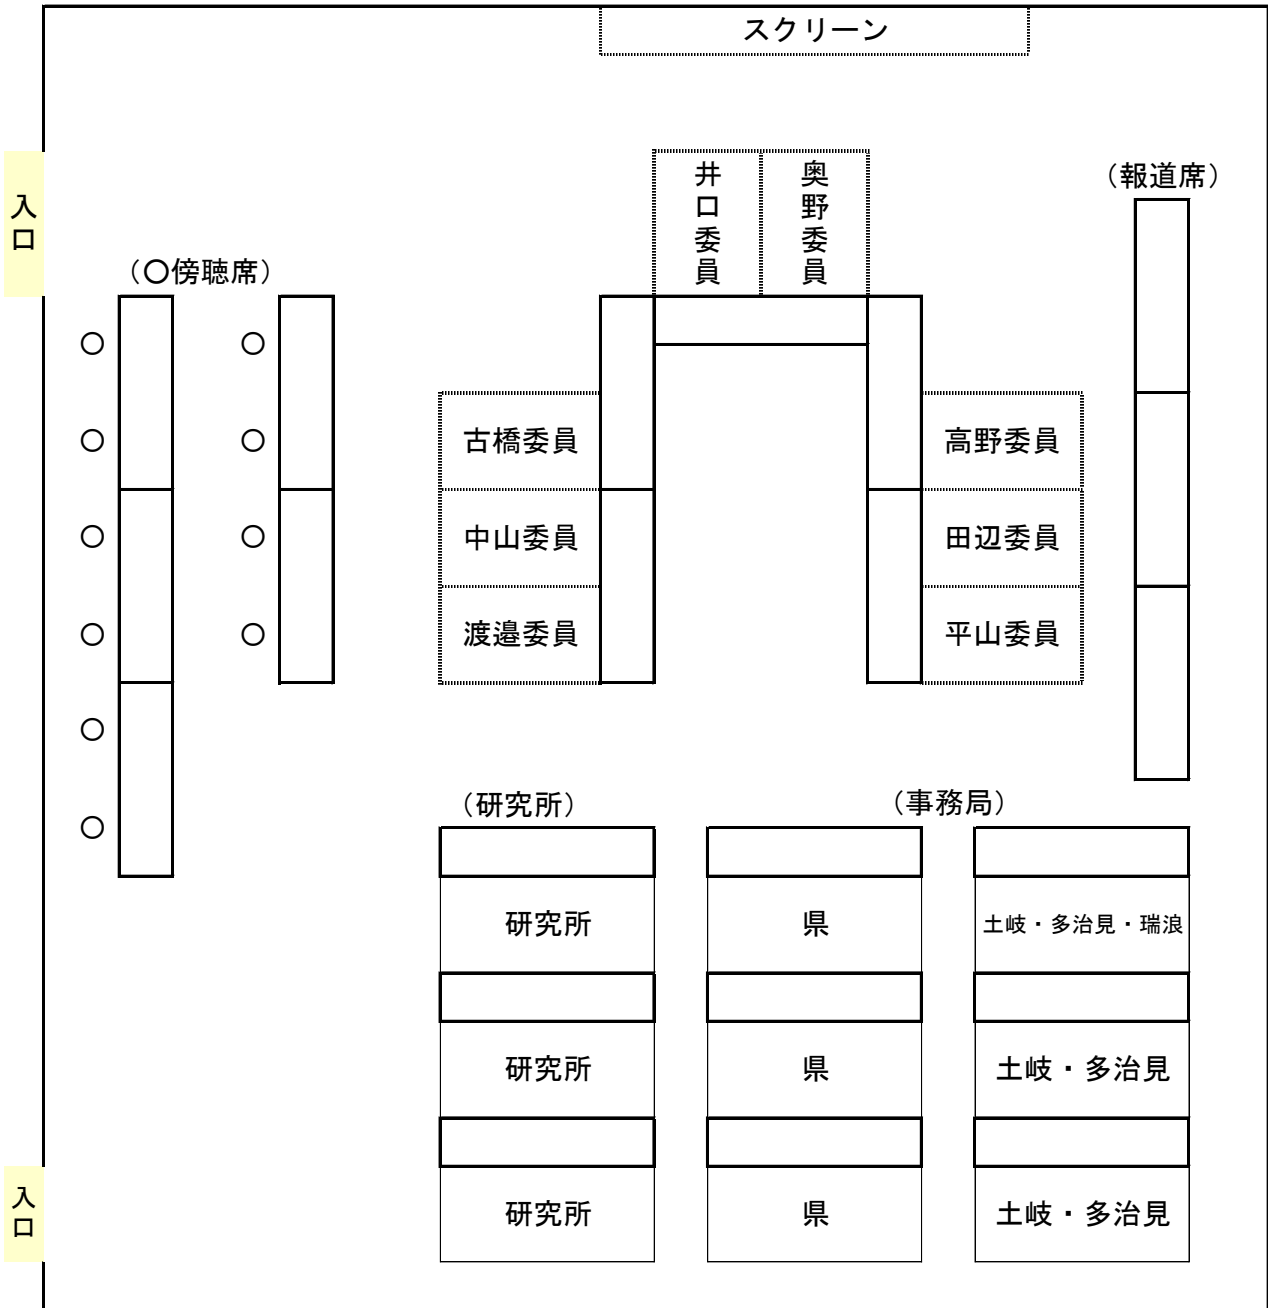 スクリーン
井口委員
奥野委員
(報道席)
入口
(〇傍聴席)
〇 〇
〇 〇
古橋委員
高野委員
〇 〇
中山委員
田辺委員
〇 〇
渡邉委員
平山委員
〇
(研究所)
(事務局)
〇
研究所
県
土岐・多治見・瑞浪
研究所
県
土岐・多治見
入口
研究所
県
土岐・多治見